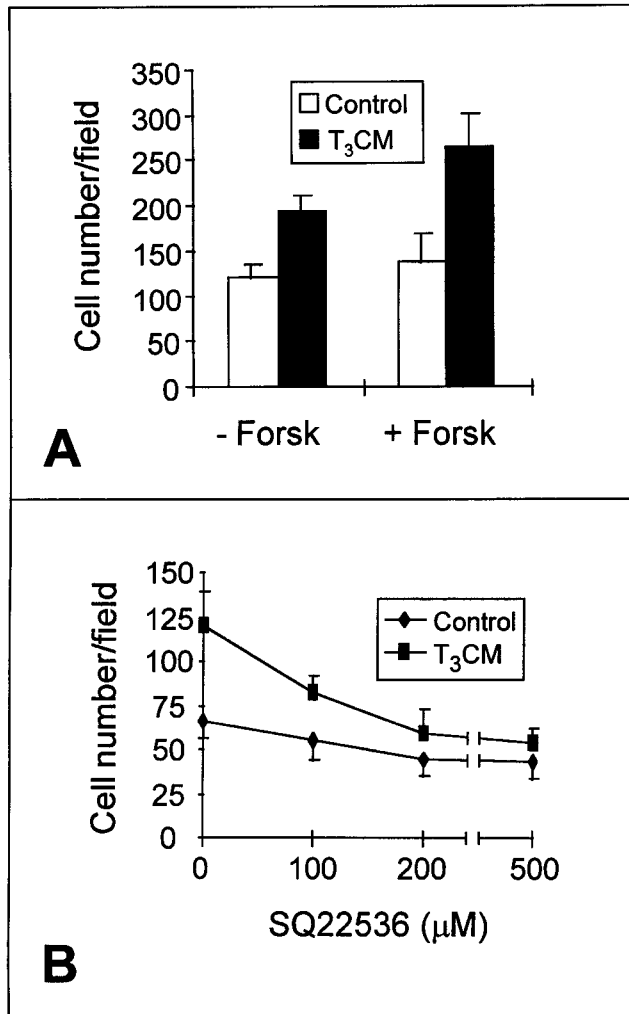 350
300
250
200
150
100
50
0
Cell number/field
Control
T₃CM
- Forsk
+ Forsk
A
150
125
100
75
50
25
0
Cell number/field
Control
T₃CM
0 100 200 500
SQ22536 (μM)
B